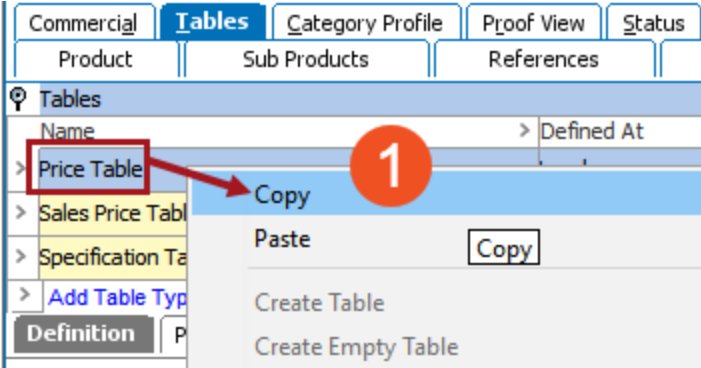 Commercial Tables Category Profile Proof View Status
Product Sub Products References
Tables
Name > Defined At
> Price Table
1
Copy
> Sales Price Tabl
Paste
Copy
> Specification Ta
> Add Table Typ
Create Table
Definition P
Create Empty Table